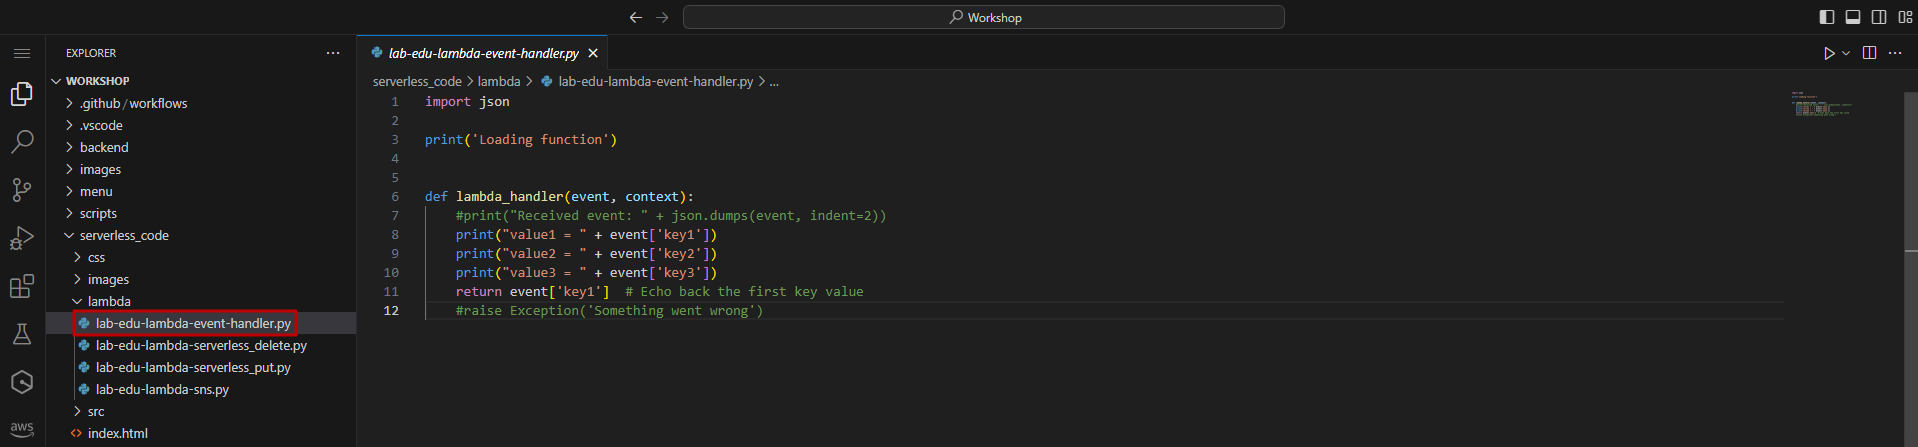 Workshop
EXPLORER
WORKSHOP
.github / workflows
.vscode
backend
images
menu
scripts
serverless_code
css
images
lambda
lab-edu-lambda-event-handler.py
lab-edu-lambda-serverless_delete.py
lab-edu-lambda-serverless_put.py
lab-edu-lambda-sns.py
src
index.html
aws
lab-edu-lambda-event-handler.py
serverless_code > lambda > lab-edu-lambda-event-handler.py > ...
1 import json
2
3 print('Loading function')
4
5
6 def lambda_handler(event, context):
7 #print("Received event: " + json.dumps(event, indent=2))
8 print("value1 = " + event['key1'])
9 print("value2 = " + event['key2'])
10 print("value3 = " + event['key3'])
11 return event['key1']  # Echo back the first key value
12 #raise Exception('Something went wrong')